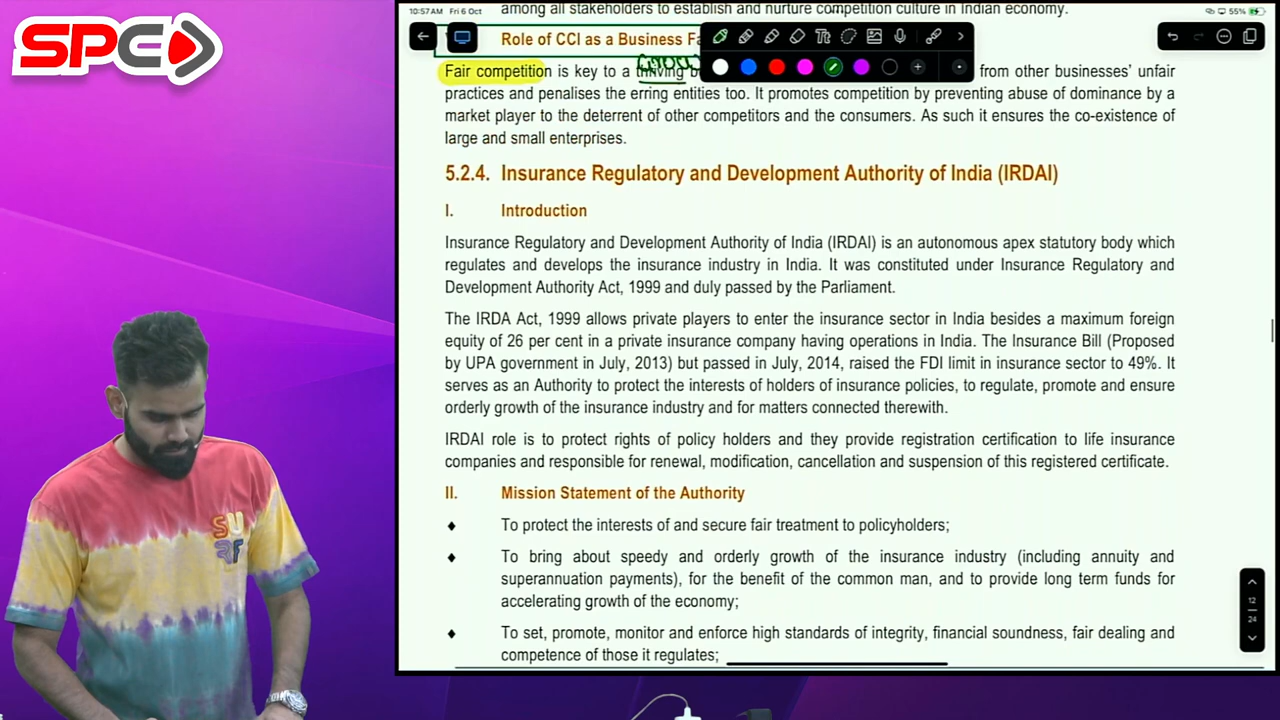 SPC
10:57 AM Fri 6 Oct
55%
among all stakeholders to establish and nurture competition culture in Indian economy.
Role of CCI as a Business Fa
Fair competition is key to a thriving b
from other businesses' unfair
practices and penalises the erring entities too. It promotes competition by preventing abuse of dominance by a
market player to the deterrent of other competitors and the consumers. As such it ensures the co-existence of
large and small enterprises.
5.2.4. Insurance Regulatory and Development Authority of India (IRDAI)
I. Introduction
Insurance Regulatory and Development Authority of India (IRDAI) is an autonomous apex statutory body which
regulates and develops the insurance industry in India. It was constituted under Insurance Regulatory and
Development Authority Act, 1999 and duly passed by the Parliament.
The IRDA Act, 1999 allows private players to enter the insurance sector in India besides a maximum foreign
equity of 26 per cent in a private insurance company having operations in India. The Insurance Bill (Proposed
by UPA government in July, 2013) but passed in July, 2014, raised the FDI limit in insurance sector to 49%. It
serves as an Authority to protect the interests of holders of insurance policies, to regulate, promote and ensure
orderly growth of the insurance industry and for matters connected therewith.
IRDAI role is to protect rights of policy holders and they provide registration certification to life insurance
companies and responsible for renewal, modification, cancellation and suspension of this registered certificate.
II. Mission Statement of the Authority
♦ To protect the interests of and secure fair treatment to policyholders;
♦ To bring about speedy and orderly growth of the insurance industry (including annuity and
superannuation payments), for the benefit of the common man, and to provide long term funds for
accelerating growth of the economy;
♦ To set, promote, monitor and enforce high standards of integrity, financial soundness, fair dealing and
competence of those it regulates;
12
24
SU
RF